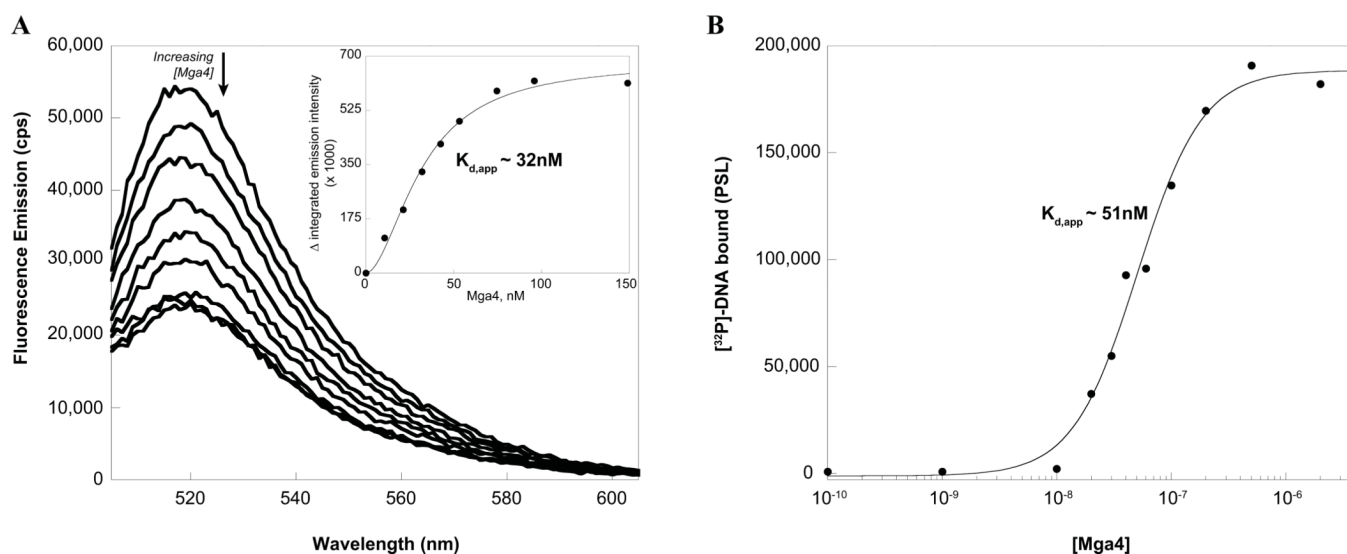 A
60,000
50,000
40,000
30,000
20,000
10,000
0
Fluorescence Emission (cps)
520
540
560
580
600
Wavelength (nm)
Increasing
[Mga4]
700
525
350
175
0
Δ integrated emission intensity
(x 1000)
Kd,app ~ 32nM
0
50
100
150
Mga4, nM
B
200,000
150,000
100,000
50,000
0
[32P]-DNA bound (PSL)
Kd,app ~ 51nM
10-10
10-9
10-8
10-7
10-6
[Mga4]